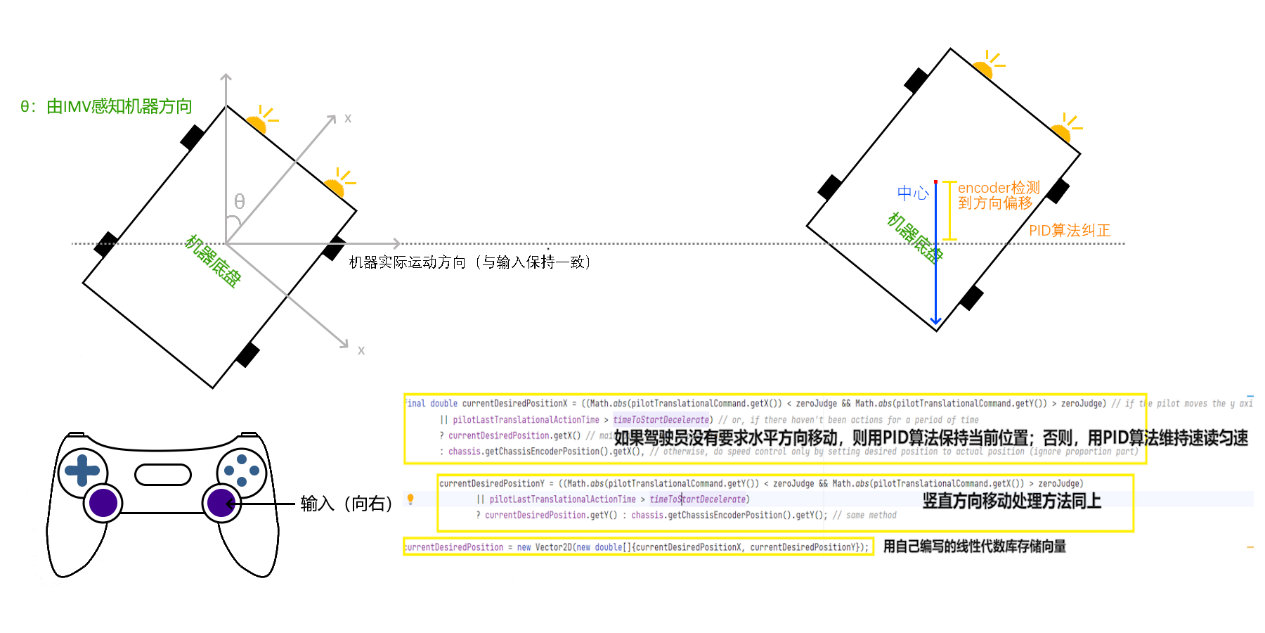 θ：由IMV感知机器方向
x
θ
机器底盘
x
机器实际运动方向（与输入保持一致）
中心
encoder检测
到方向偏移
机器底盘
PID算法纠正
输入（向右）
final double currentDesiredPositionX = ((Math.abs(pilotTranslationalCommand.getX()) < zeroJudge && Math.abs(pilotTranslationalCommand.getY()) > zeroJudge) // if the pilot moves the y axi
|| pilotLastTranslationalActionTime > timeToStartDecelerate) // or, if there haven't been actions for a period of time
? currentDesiredPosition.getX() //
如果驾驶员没有要求水平方向移动，则用PID算法保持当前位置；否则，用PID算法维持速读匀速
: chassis.getChassisEncoderPosition().getX(), // otherwise, do speed control only by setting desired position to actual position (ignore proportion part)
currentDesiredPositionY = ((Math.abs(pilotTranslationalCommand.getY()) < zeroJudge && Math.abs(pilotTranslationalCommand.getX()) > zeroJudge)
|| pilotLastTranslationalActionTime > timeToStartDecelerate)
竖直方向移动处理方法同上
? currentDesiredPosition.getY() : chassis.getChassisEncoderPosition().getY(); // same method
currentDesiredPosition = new Vector2D(new double[]{currentDesiredPositionX, currentDesiredPositionY});
用自己编写的线性代数库存储向量